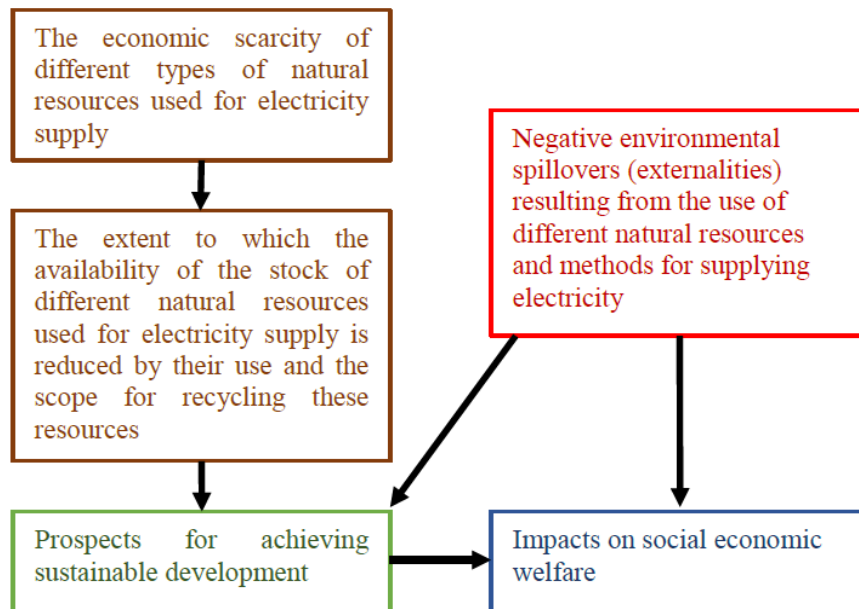 The economic scarcity of
different types of natural
resources used for electricity
supply
Negative environmental
spillovers (externalities)
resulting from the use of
different natural resources
and methods for supplying
electricity
The extent to which the
availability of the stock of
different natural resources
used for electricity supply is
reduced by their use and the
scope for recycling these
resources
Prospects for achieving
sustainable development
Impacts on social economic
welfare